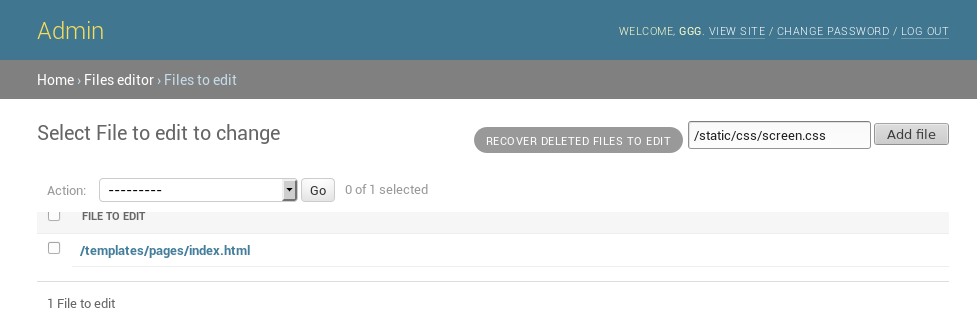 Admin
WELCOME, GGG. VIEW SITE / CHANGE PASSWORD / LOG OUT
Home › Files editor › Files to edit
Select File to edit to change
RECOVER DELETED FILES TO EDIT
/static/css/screen.css
Add file
Action:
---------
Go
0 of 1 selected
FILE TO EDIT
/templates/pages/index.html
1 File to edit